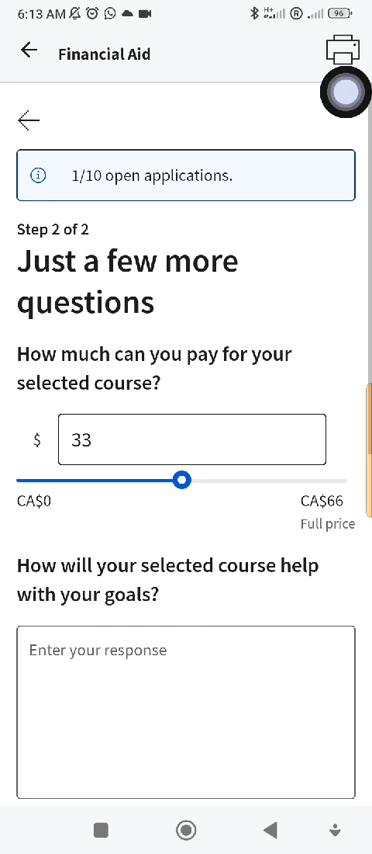 6:13 AM H+ R 96
Financial Aid
1/10 open applications.
Step 2 of 2
Just a few more
questions
How much can you pay for your
selected course?
$ 33
CA$0 CA$66
Full price
How will your selected course help
with your goals?
Enter your response